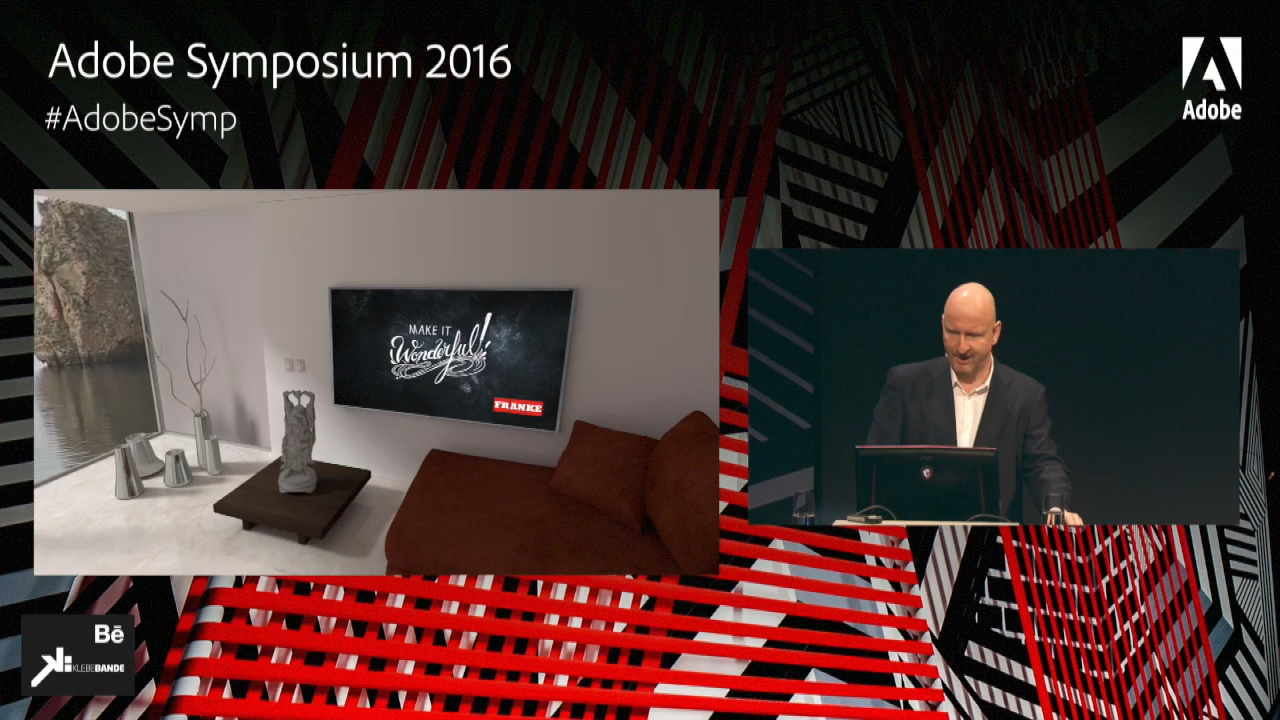 Adobe Symposium 2016
#AdobeSymp
Adobe
MAKE IT
Wonderful!
FRANKE
Bē
KLEBEBANDE